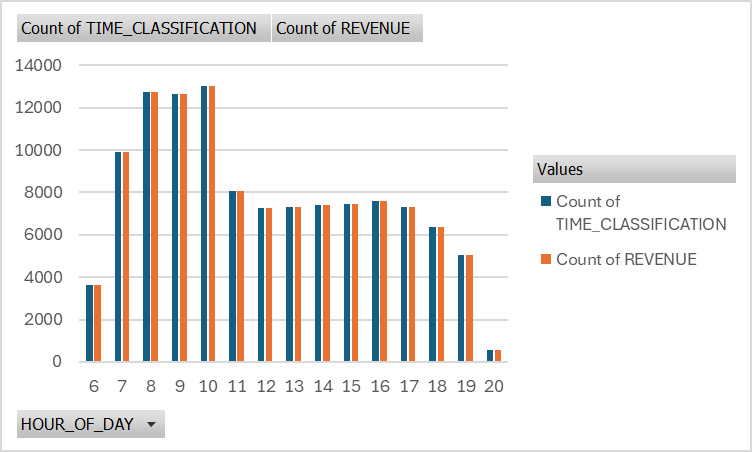 Count of TIME_CLASSIFICATION Count of REVENUE
14000
12000
10000
8000
6000
4000
2000
0
6 7 8 9 10 11 12 13 14 15 16 17 18 19 20
Values
Count of
TIME_CLASSIFICATION
Count of REVENUE
HOUR_OF_DAY